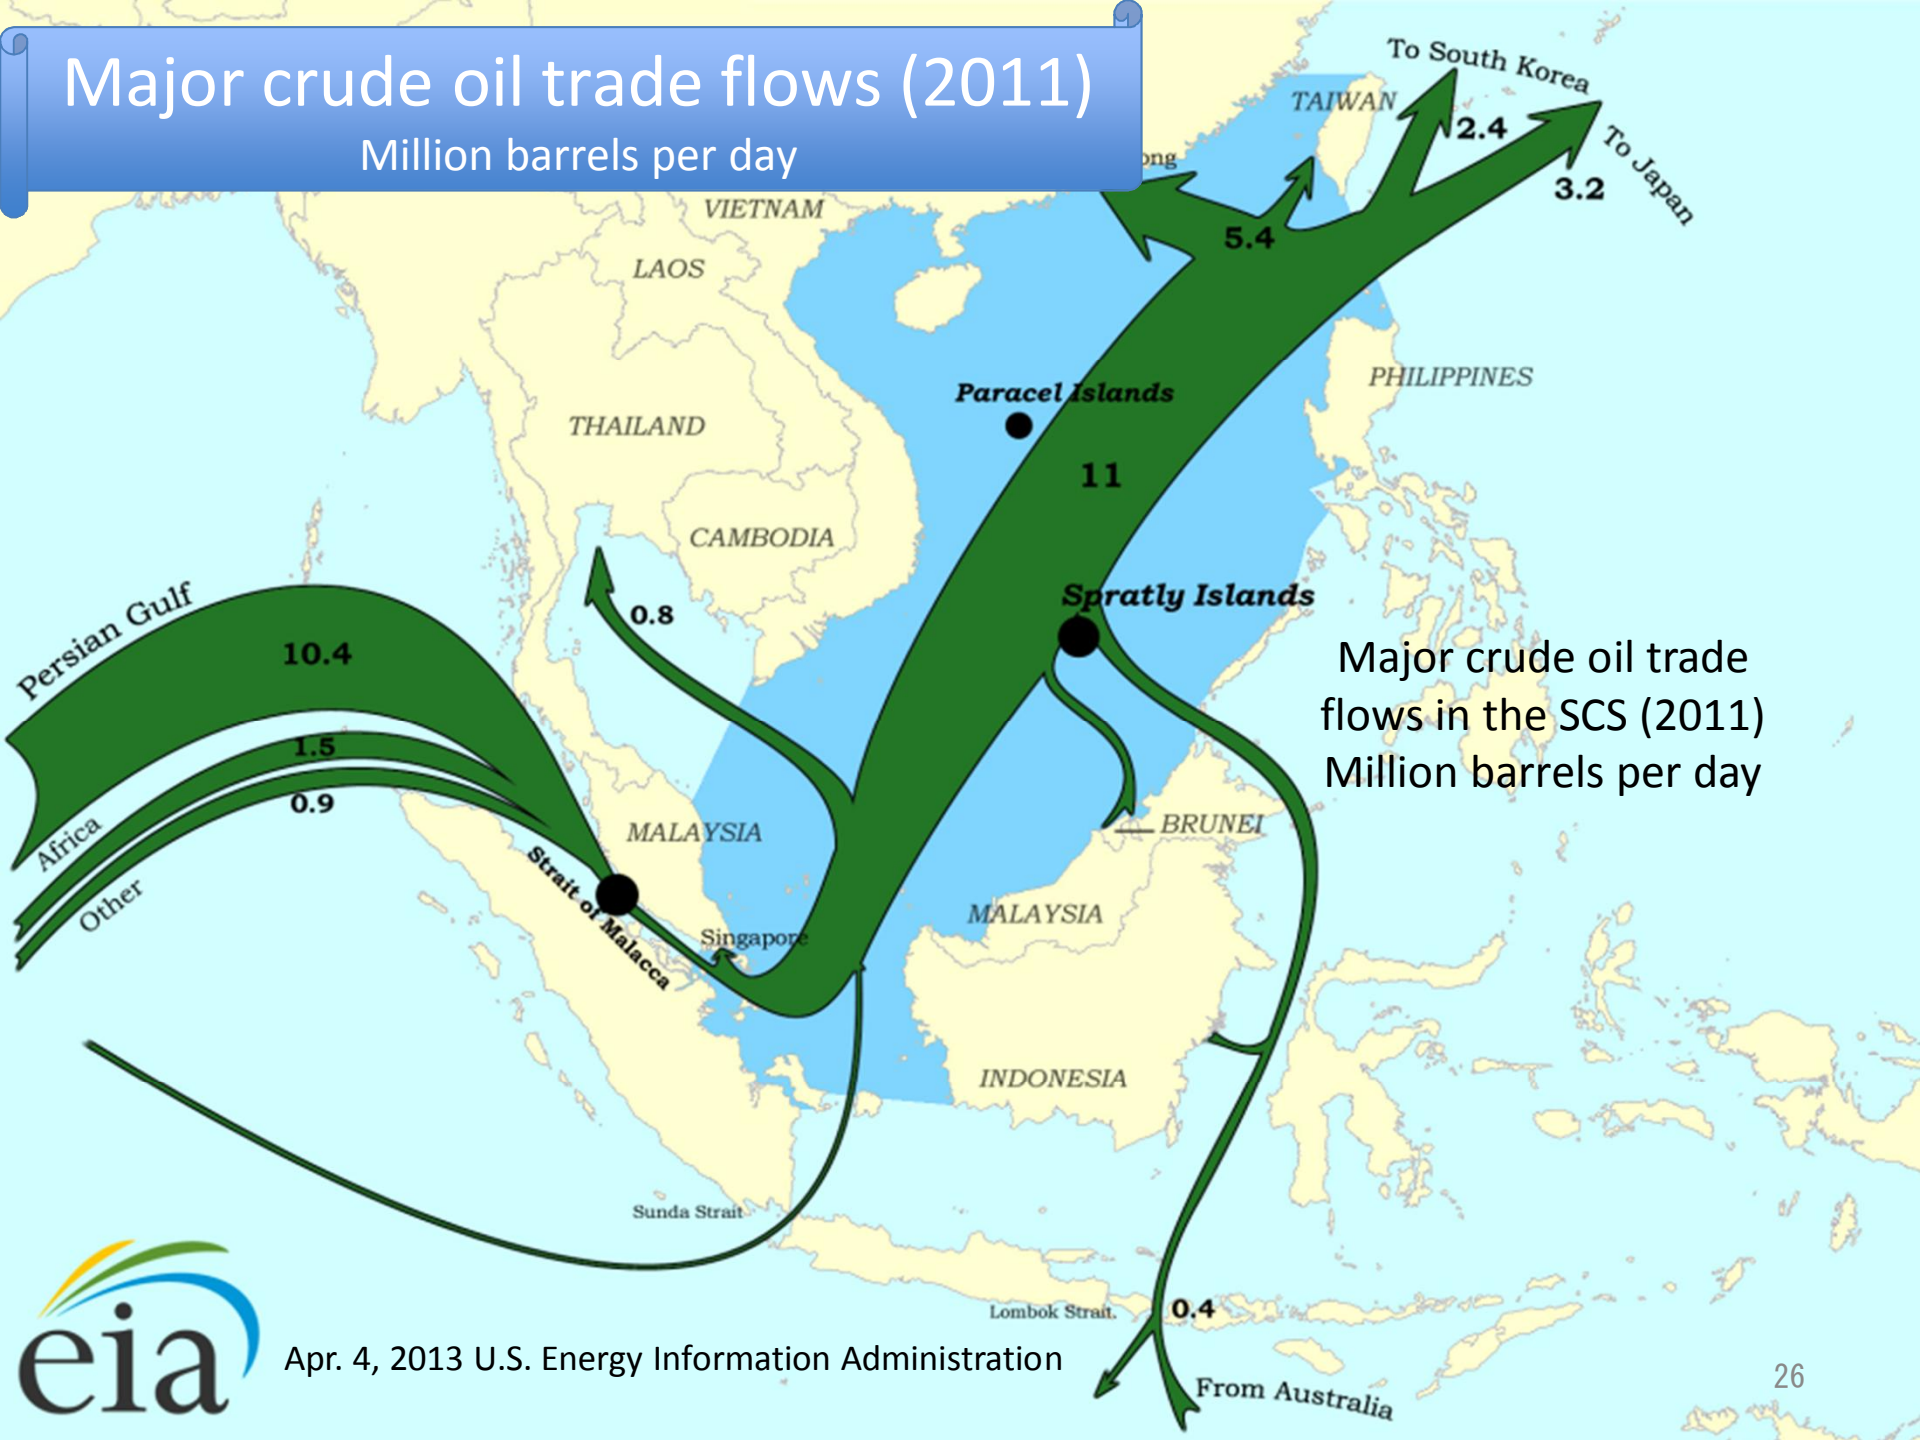 Major crude oil trade flows (2011)
Million barrels per day
To South Korea
TAIWAN
2.4
To Japan
3.2
ong
VIETNAM
5.4
LAOS
PHILIPPINES
Paracel Islands
THAILAND
11
CAMBODIA
Spratly Islands
0.8
Persian Gulf
10.4
Major crude oil trade
flows in the SCS (2011)
Million barrels per day
1.5
0.9
Africa
Other
MALAYSIA
BRUNEI
Strait of Malacca
Singapore
MALAYSIA
INDONESIA
Sunda Strait
Lombok Strait.
0.4
eia
Apr. 4, 2013 U.S. Energy Information Administration
From Australia
26